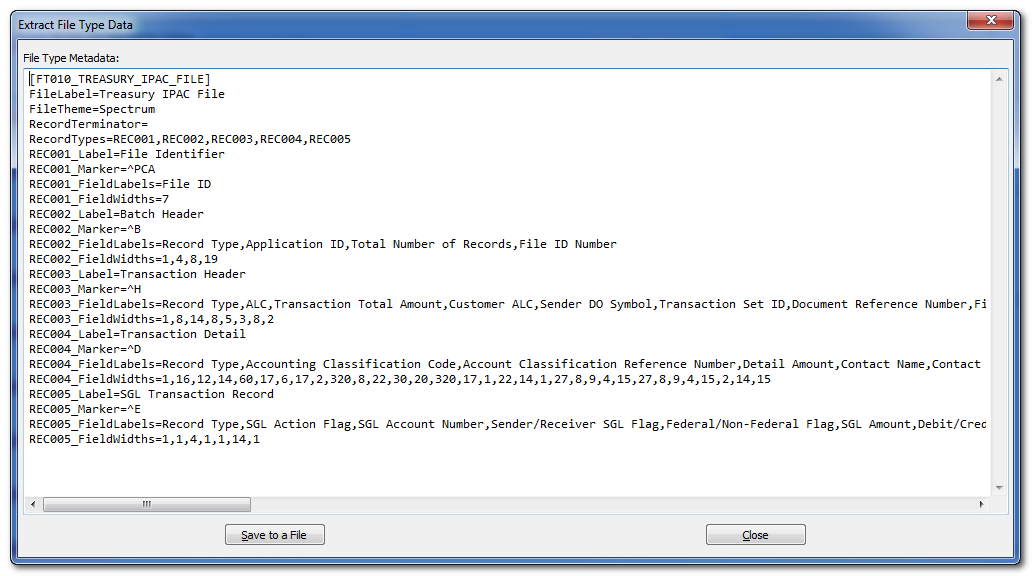 Extract File Type Data
File Type Metadata:
[FT010_TREASURY_IPAC_FILE]
FileLabel=Treasury IPAC File
FileTheme=Spectrum
RecordTerminator=
RecordTypes=REC001,REC002,REC003,REC004,REC005
REC001_Label=File Identifier
REC001_Marker=^PCA
REC001_FieldLabels=File ID
REC001_FieldWidths=7
REC002_Label=Batch Header
REC002_Marker=^B
REC002_FieldLabels=Record Type,Application ID,Total Number of Records,File ID Number
REC002_FieldWidths=1,4,8,19
REC003_Label=Transaction Header
REC003_Marker=^H
REC003_FieldLabels=Record Type,ALC,Transaction Total Amount,Customer ALC,Sender DO Symbol,Transaction Set ID,Document Reference Number,Fi
REC003_FieldWidths=1,8,14,8,5,3,8,2
REC004_Label=Transaction Detail
REC004_Marker=^D
REC004_FieldLabels=Record Type,Accounting Classification Code,Account Classification Reference Number,Detail Amount,Contact Name,Contact
REC004_FieldWidths=1,16,12,14,60,17,6,17,2,320,8,22,30,20,320,17,1,22,14,1,27,8,9,4,15,27,8,9,4,15,2,14,15
REC005_Label=SGL Transaction Record
REC005_Marker=^E
REC005_FieldLabels=Record Type,SGL Action Flag,SGL Account Number,Sender/Receiver SGL Flag,Federal/Non-Federal Flag,SGL Amount,Debit/Cred
REC005_FieldWidths=1,1,4,1,1,14,1
Save to a File
Close